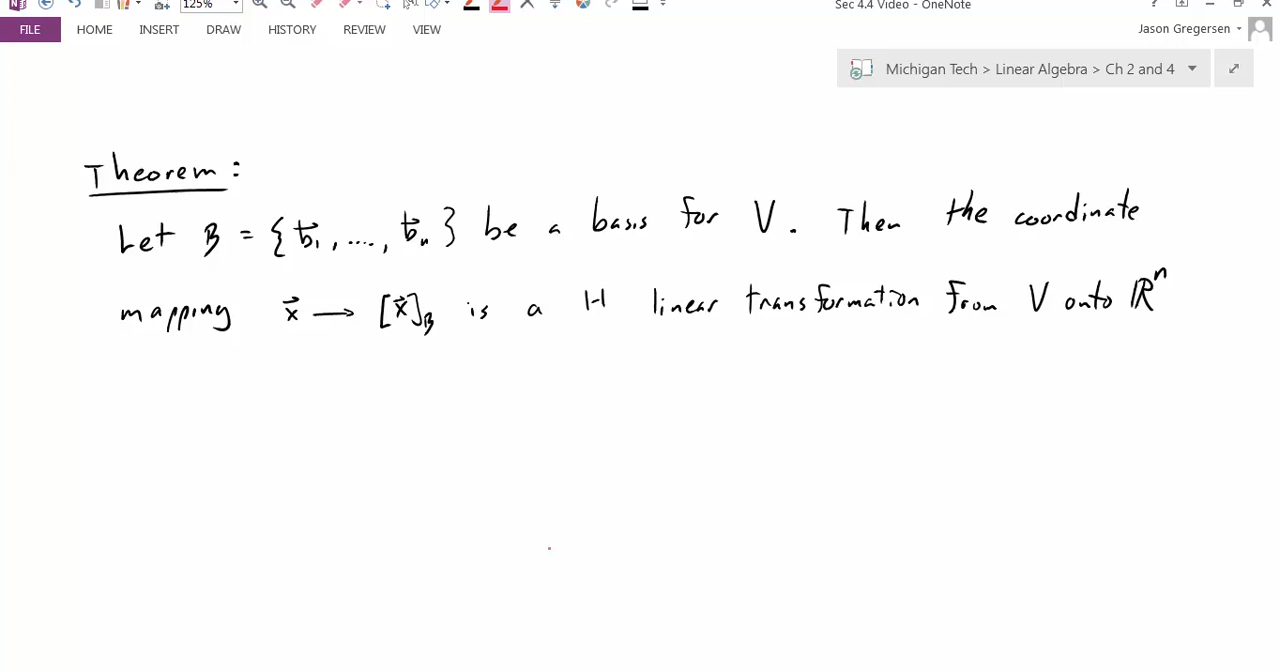 125%
Sec 4.4 Video - OneNote
FILE HOME INSERT DRAW HISTORY REVIEW VIEW
Jason Gregersen
Michigan Tech > Linear Algebra > Ch 2 and 4
Theorem:
Let B = {b⃗₁, ...., b⃗ₙ} be a basis for V. Then the coordinate
mapping x⃗ → [x⃗]_B is a 1-1 linear transformation from V onto ℝⁿ